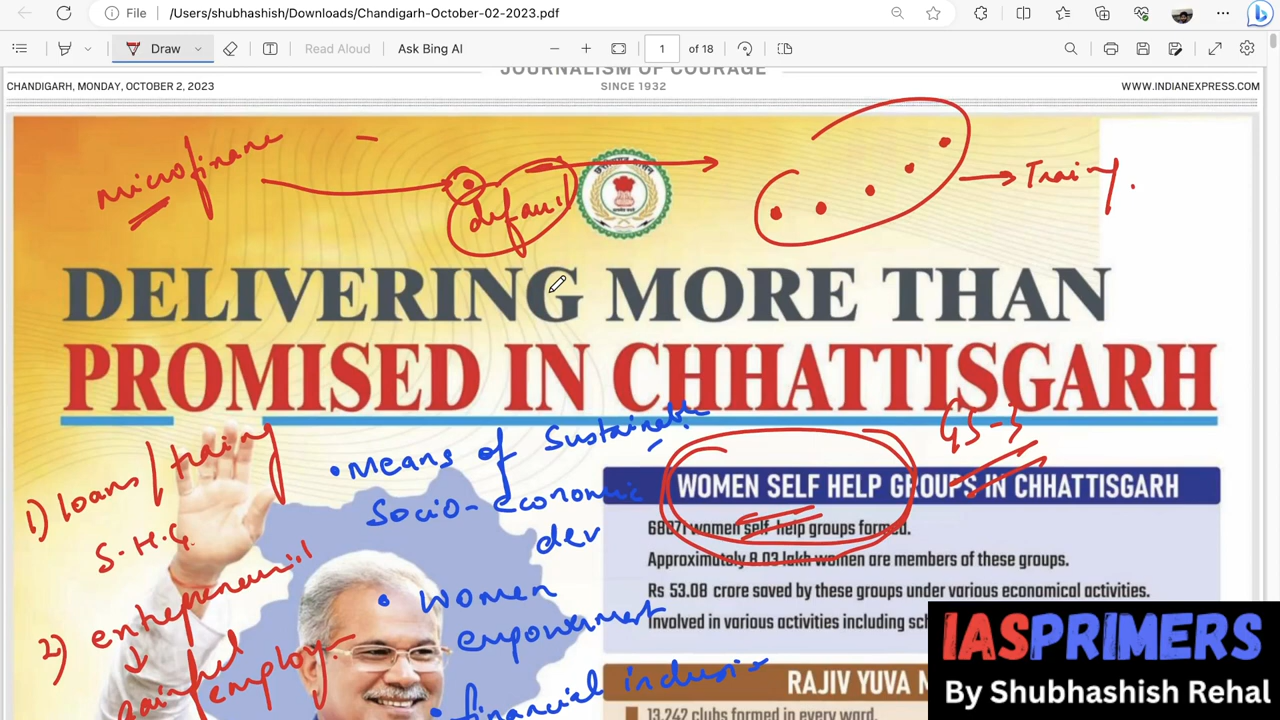 File
/Users/shubhashish/Downloads/Chandigarh-October-02-2023.pdf
Draw
Read Aloud
Ask Bing AI
1 of 18
JOURNALISM OF COURAGE
CHANDIGARH, MONDAY, OCTOBER 2, 2023
SINCE 1932
WWW.INDIANEXPRESS.COM
microfinance
default
Training
DELIVERING MORE THAN
PROMISED IN CHHATTISGARH
GS-3
1) loans/training
S.H.G.
• Means of Sustainable
Socio-economic
dev
WOMEN SELF HELP GROUPS IN CHHATTISGARH
women self help groups formed.
Approximately 8.03 lakh women are members of these groups.
Rs 53.08 crore saved by these groups under various economical activities.
Involved in various activities including
2)
gainful
employ.
• women
empowerment
• financial inclusion
RAJIV YUVA
13,242 clubs formed in every ward.
IASPRIMERS
By Shubhashish Rehal